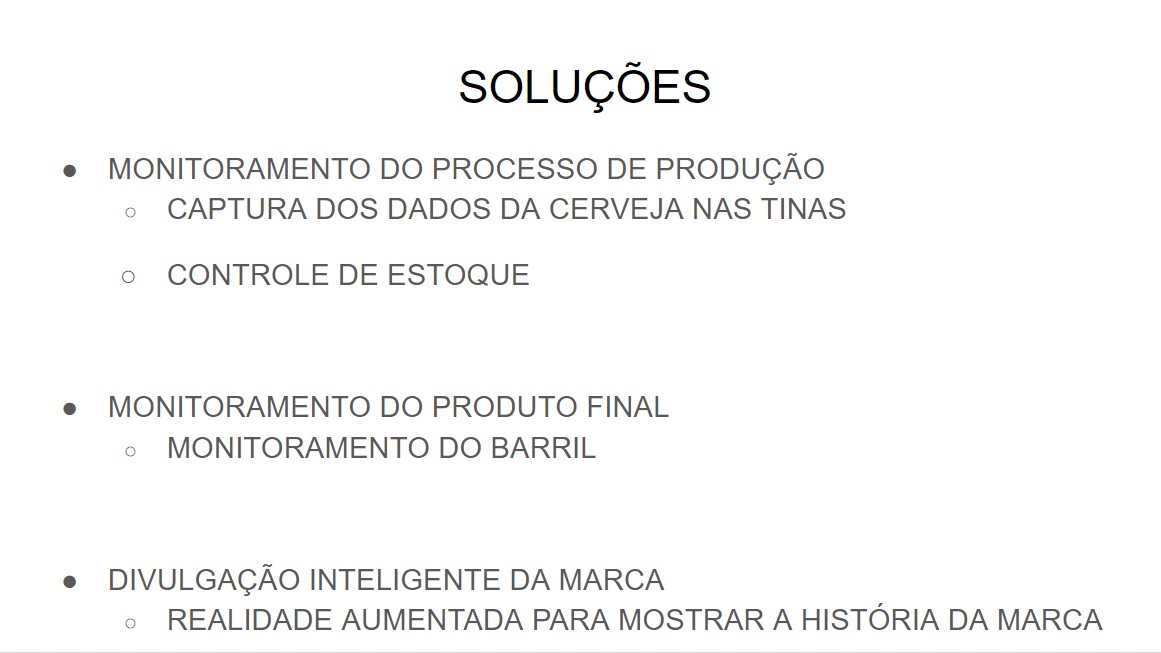 SOLUÇÕES
● MONITORAMENTO DO PROCESSO DE PRODUÇÃO
○ CAPTURA DOS DADOS DA CERVEJA NAS TINAS
○ CONTROLE DE ESTOQUE
● MONITORAMENTO DO PRODUTO FINAL
○ MONITORAMENTO DO BARRIL
● DIVULGAÇÃO INTELIGENTE DA MARCA
○ REALIDADE AUMENTADA PARA MOSTRAR A HISTÓRIA DA MARCA